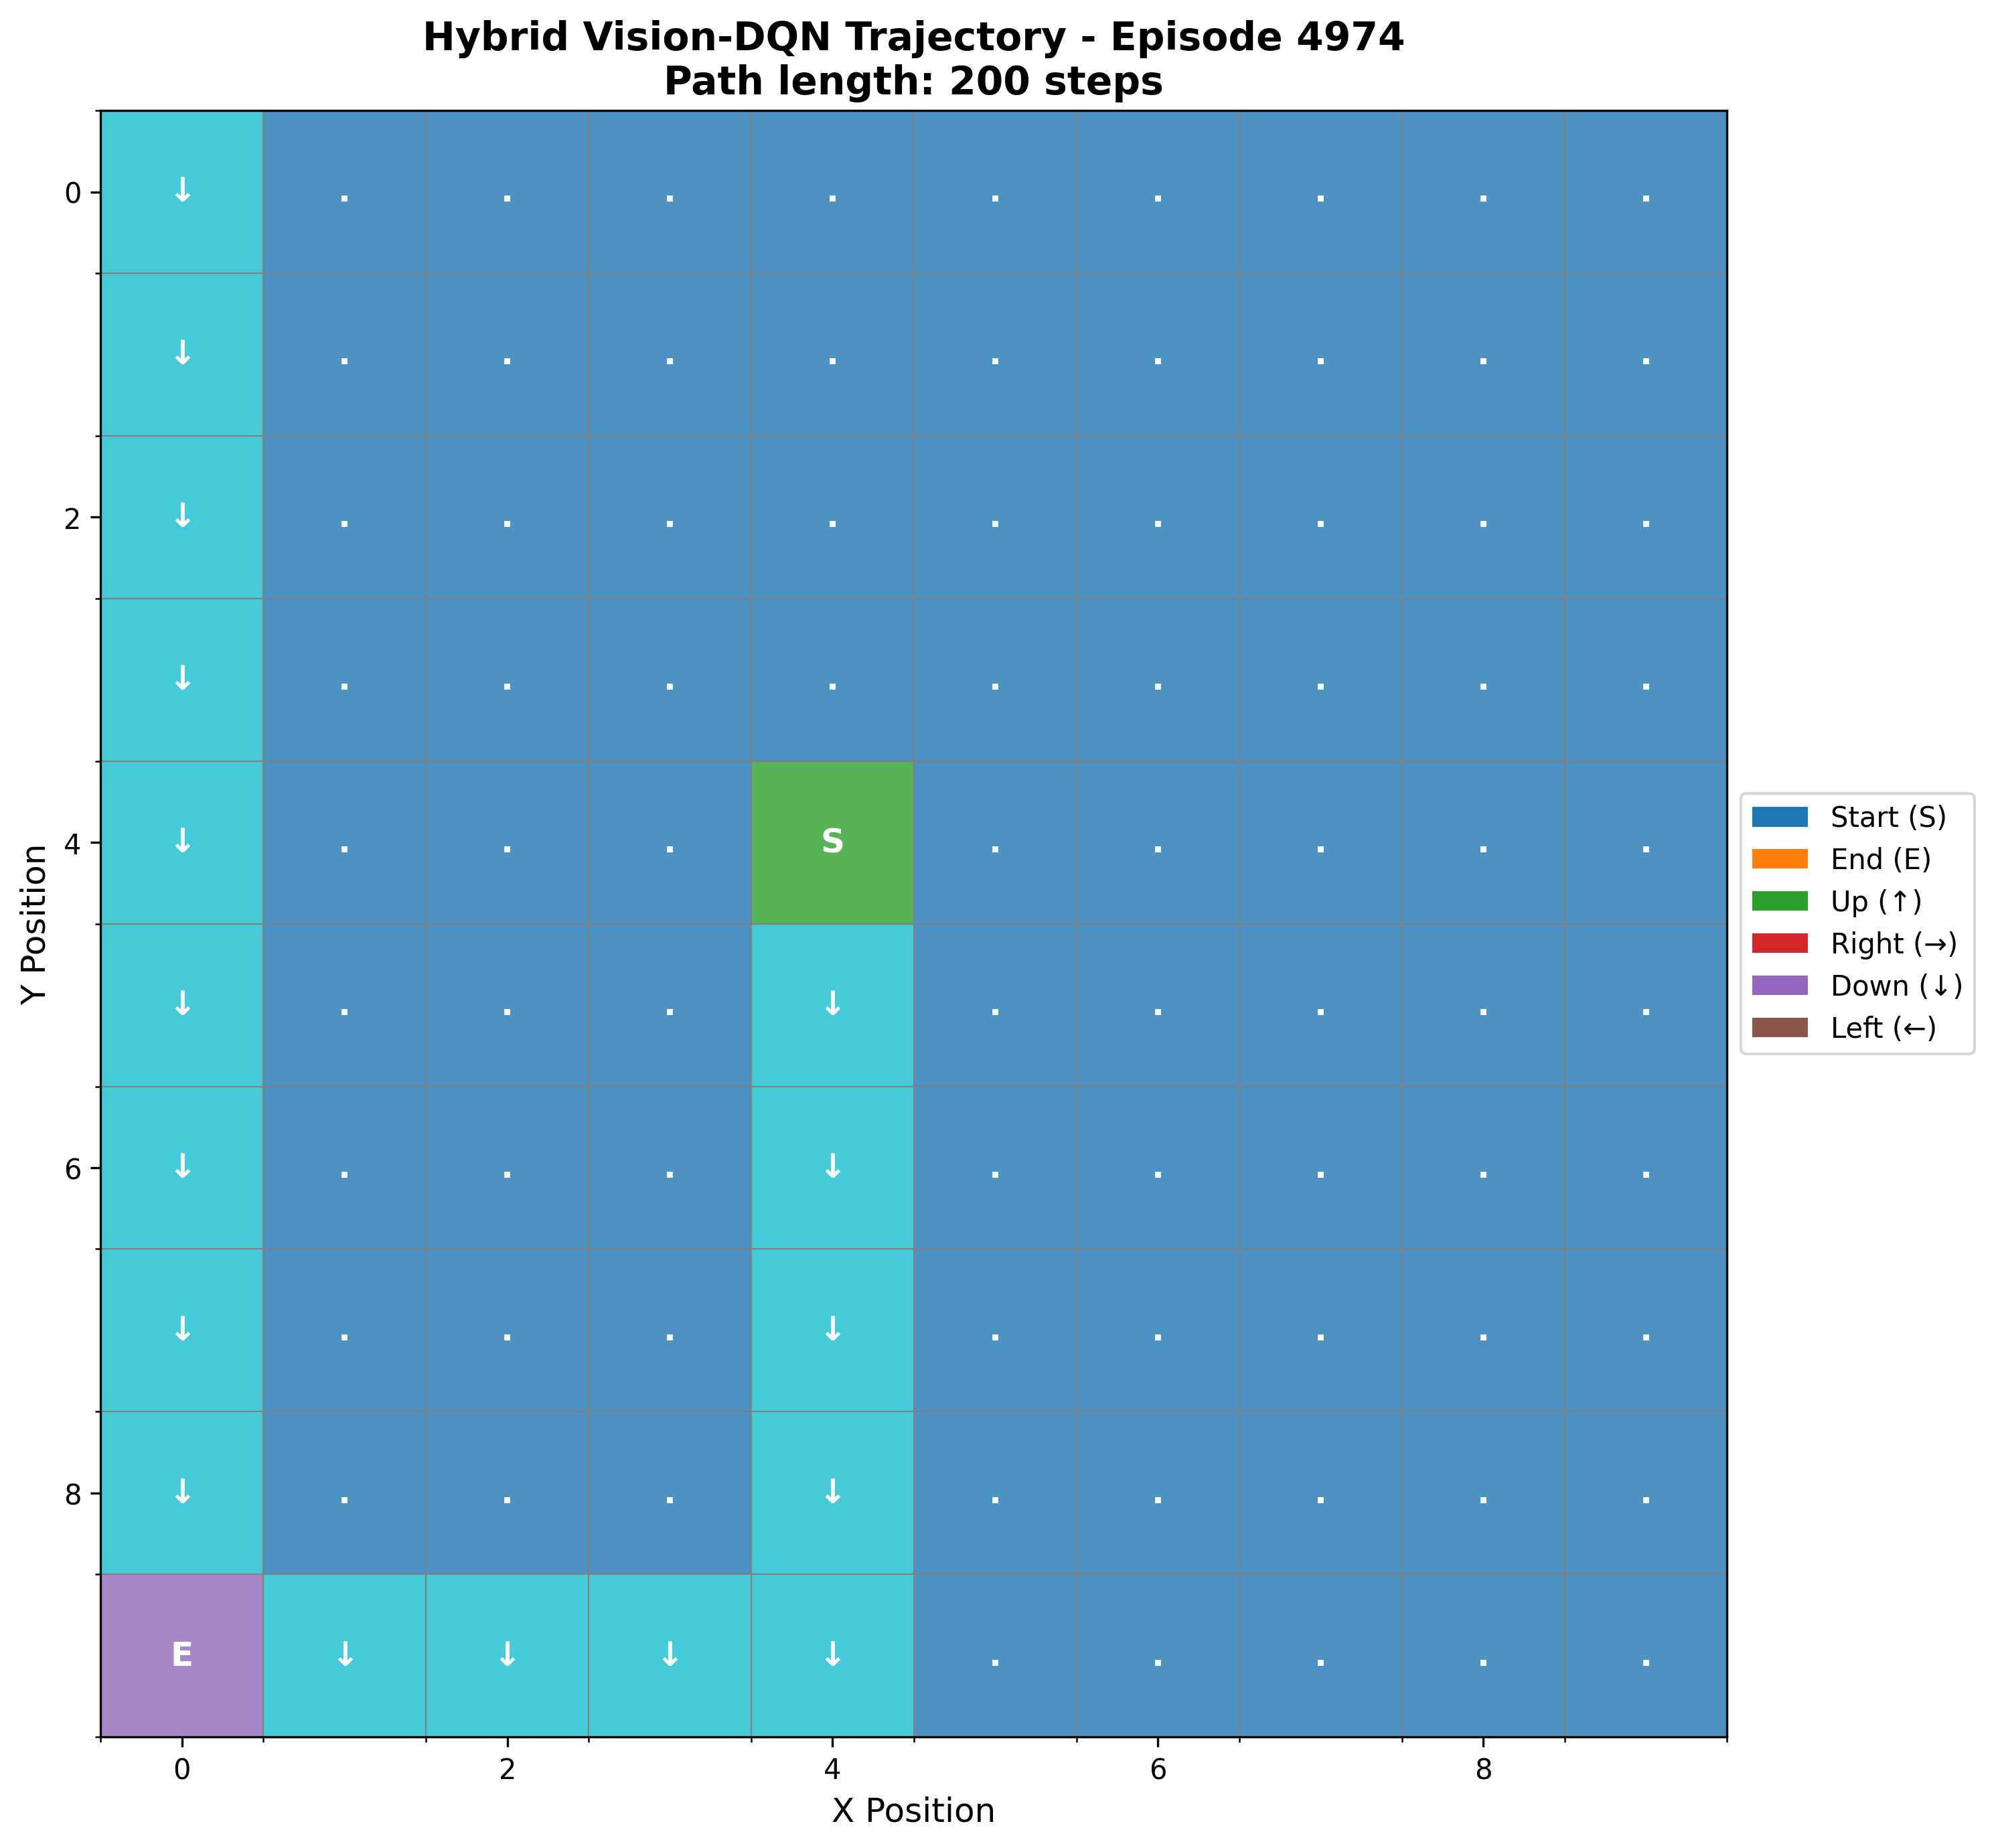 Hybrid Vision-DQN Trajectory - Episode 4974
Path length: 200 steps
Y Position
0 ↓ . . . . . . . . .
↓ . . . . . . . . .
2 ↓ . . . . . . . . .
↓ . . . . . . . . .
4 ↓ . . . S . . . . .
↓ . . . ↓ . . . . .
6 ↓ . . . ↓ . . . . .
↓ . . . ↓ . . . . .
8 ↓ . . . ↓ . . . . .
E ↓ ↓ ↓ ↓ . . . . .
0 2 4 6 8
X Position
Start (S)
End (E)
Up (↑)
Right (→)
Down (↓)
Left (←)